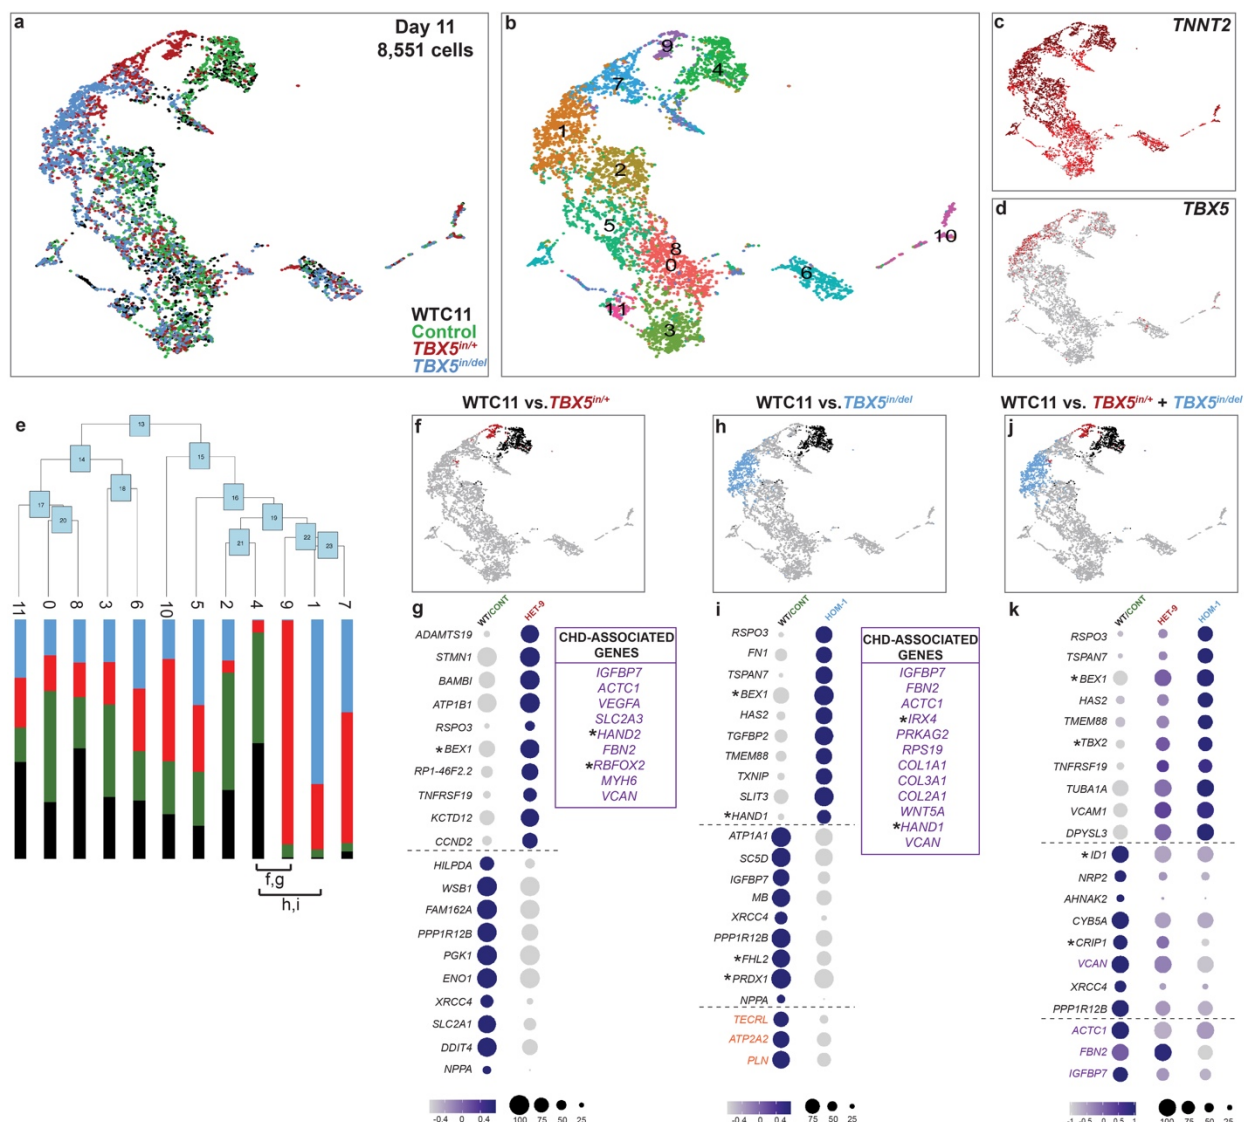 a
Day 11
8,551 cells
WTC11
Control
TBX5in/+
TBX5in/del
b
9
4
7
1
2
5
8
0
6
10
11
3
c
TNNT2
d
TBX5
e
13
14
15
18
16
17
20
19
22
21
23
11 0 8 3 6 10 5 2 4 9 1 7
f,g
h,i
WTC11 vs.TBX5in/+
f
g
WT/CONT
HET-9
ADAMTS19
STMN1
BAMBI
ATP1B1
RSPO3
*BEX1
RP1-46F2.2
TNFRSF19
KCTD12
CCND2
HILPDA
WSB1
FAM162A
PPP1R12B
PGK1
ENO1
XRCC4
SLC2A1
DDIT4
NPPA
-0.4 0 0.4
100 75 50 25
CHD-ASSOCIATED
GENES
IGFBP7
ACTC1
VEGFA
SLC2A3
*HAND2
FBN2
*RBFOX2
MYH6
VCAN
WTC11 vs.TBX5in/del
h
i
WT/CONT
HOM-1
RSPO3
FN1
TSPAN7
*BEX1
HAS2
TGFBP2
TMEM88
TXNIP
SLIT3
*HAND1
ATP1A1
SC5D
IGFBP7
MB
XRCC4
PPP1R12B
*FHL2
*PRDX1
NPPA
TECRL
ATP2A2
PLN
-0.4 0 0.4
75 50 25
CHD-ASSOCIATED
GENES
IGFBP7
FBN2
ACTC1
*IRX4
PRKAG2
RPS19
COL1A1
COL3A1
COL2A1
WNT5A
*HAND1
VCAN
WTC11 vs. TBX5in/+ + TBX5in/del
j
k
WT/CONT
HET-9
HOM-1
RSPO3
TSPAN7
*BEX1
HAS2
TMEM88
*TBX2
TNFRSF19
TUBA1A
VCAM1
DPYSL3
*ID1
NRP2
AHNAK2
CYB5A
*CRIP1
VCAN
XRCC4
PPP1R12B
ACTC1
FBN2
IGFBP7
-1 -0.5 0 0.5 1
100 75 50 25